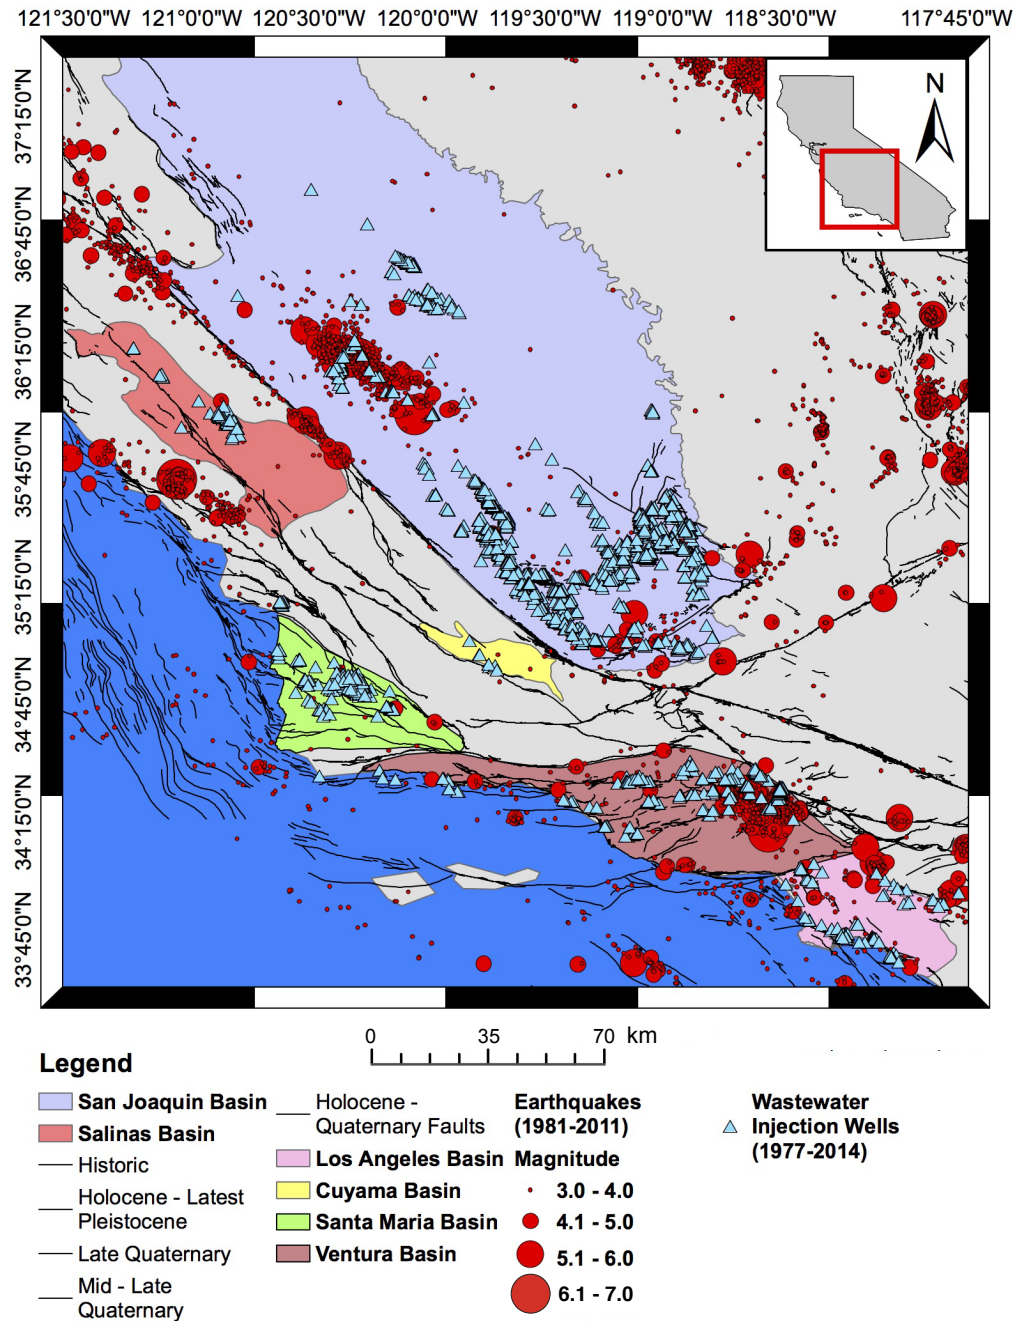 121°30'0"W 121°0'0"W 120°30'0"W 120°0'0"W 119°30'0"W 119°0'0"W 118°30'0"W 117°45'0"W
37°15'0"N
36°45'0"N
36°15'0"N
35°45'0"N
35°15'0"N
34°45'0"N
34°15'0"N
33°45'0"N
N
0 35 70 km
Legend
San Joaquin Basin
Salinas Basin
Historic
Holocene - Latest
Pleistocene
Late Quaternary
Mid - Late
Quaternary
Holocene -
Quaternary Faults
Los Angeles Basin
Cuyama Basin
Santa Maria Basin
Ventura Basin
Earthquakes
(1981-2011)
Magnitude
3.0 - 4.0
4.1 - 5.0
5.1 - 6.0
6.1 - 7.0
Wastewater
Injection Wells
(1977-2014)